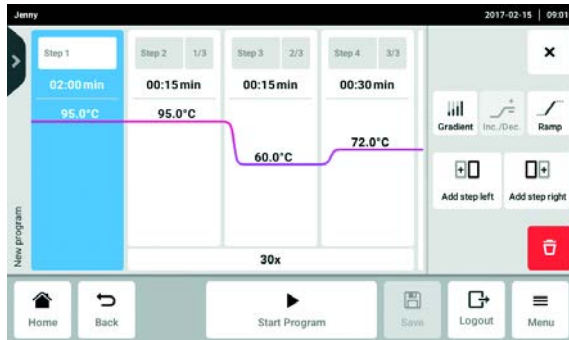 Jenny
2017-02-15 | 09:01
Step 1
Step 2 1/3
Step 3 2/3
Step 4 3/3
02:00 min
00:15 min
00:15 min
00:30 min
95.0°C
95.0°C
60.0°C
72.0°C
30x
New program
Gradient
Inc./Dec.
Ramp
Add step left
Add step right
Home
Back
Start Program
Save
Logout
Menu